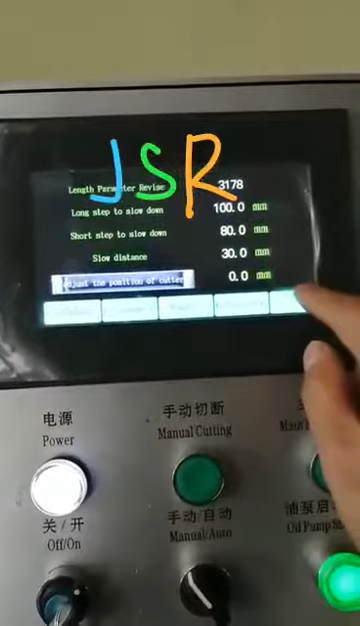 JSR
Length Parameter Revise 3178
Long step to slow down 100.0 mm
Short step to slow down 80.0 mm
Slow distance 30.0 mm
Adjust the position of cutter 0.0 mm
电源 手动切断
Power Manual Cutting
关/开 手动/自动 油泵启
Off/On Manual/Auto Oil Pump